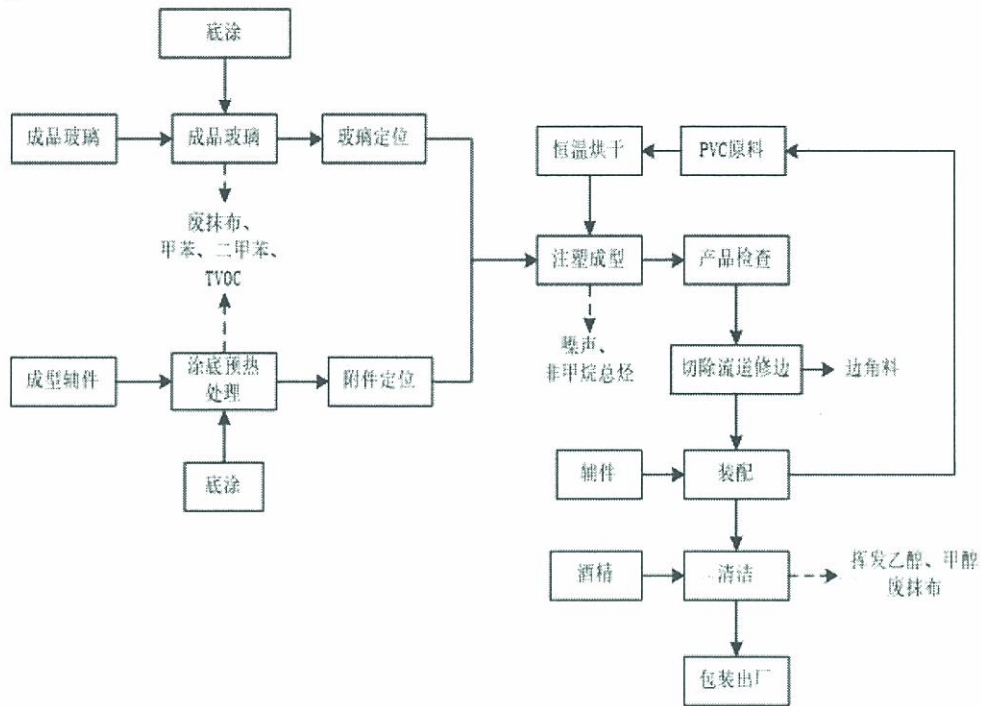 底涂
成品玻璃
成品玻璃
玻璃定位
恒温烘干
PVC原料
废抹布、
甲苯、二甲苯、
TVOC
注塑成型
产品检查
噪声、
非甲烷总烃
成型辅件
涂底预热
处理
附件定位
切除流道修边
边角料
底涂
辅件
装配
酒精
清洁
挥发乙醇、甲醇
废抹布
包装出厂